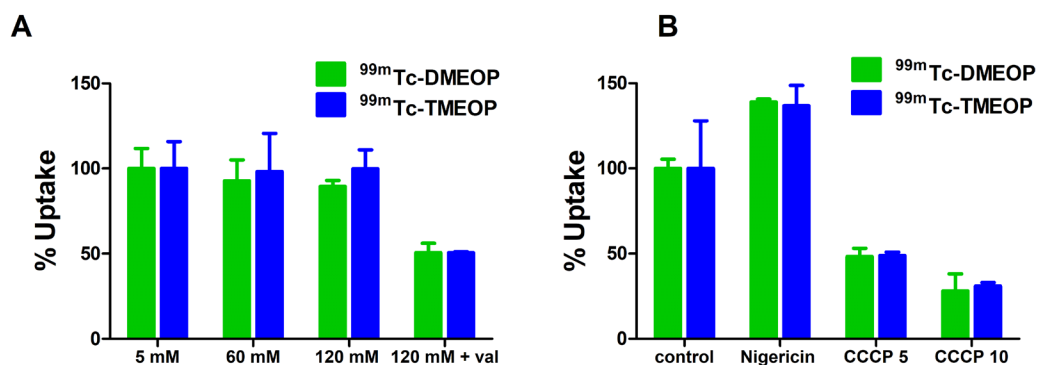 A
99mTc-DMEOP
99mTc-TMEOP
% Uptake
150
100
50
0
5 mM 60 mM 120 mM 120 mM + val
B
99mTc-DMEOP
99mTc-TMEOP
% Uptake
150
100
50
0
control Nigericin CCCP 5 CCCP 10